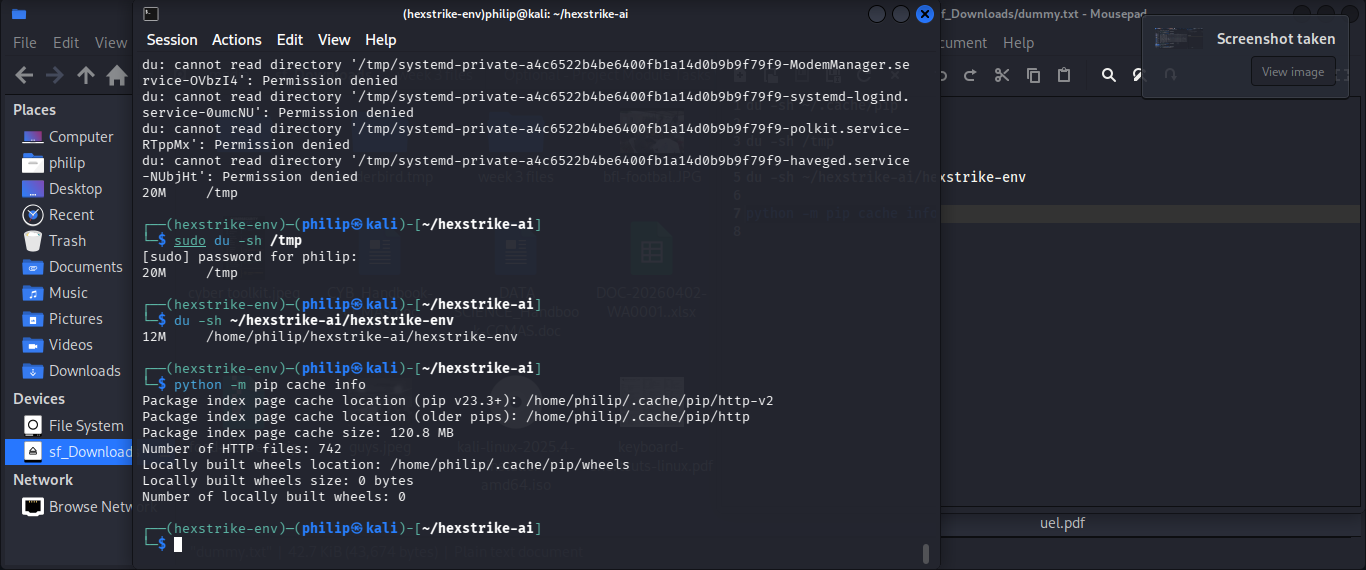 (hexstrike-env)philip@kali: ~/hexstrike-ai
sf_Downloads/dummy.txt - Mousepad
File Edit View
Session Actions Edit View Help
Help
Screenshot taken
View image
Places
Computer
philip
Desktop
Recent
Trash
Documents
Music
Pictures
Videos
Downloads
Devices
File System
sf_Download
Network
Browse Netw
du: cannot read directory '/tmp/systemd-private-a4c6522b4be6400fb1a14d0b9b9f79f9-ModemManager.se
rvice-OVbzI4': Permission denied
du: cannot read directory '/tmp/systemd-private-a4c6522b4be6400fb1a14d0b9b9f79f9-systemd-logind.
service-0umcNU': Permission denied
du: cannot read directory '/tmp/systemd-private-a4c6522b4be6400fb1a14d0b9b9f79f9-polkit.service-
RTppMx': Permission denied
du: cannot read directory '/tmp/systemd-private-a4c6522b4be6400fb1a14d0b9b9f79f9-haveged.service
-NUbjHt': Permission denied
20M /tmp
┌──(hexstrike-env)─(philip㉿kali)-[~/hexstrike-ai]
└─$ sudo du -sh /tmp
[sudo] password for philip:
20M /tmp
┌──(hexstrike-env)─(philip㉿kali)-[~/hexstrike-ai]
└─$ du -sh ~/hexstrike-ai/hexstrike-env
12M /home/philip/hexstrike-ai/hexstrike-env
┌──(hexstrike-env)─(philip㉿kali)-[~/hexstrike-ai]
└─$ python -m pip cache info
Package index page cache location (pip v23.3+): /home/philip/.cache/pip/http-v2
Package index page cache location (older pips): /home/philip/.cache/pip/http
Package index page cache size: 120.8 MB
Number of HTTP files: 742
Locally built wheels location: /home/philip/.cache/pip/wheels
Locally built wheels size: 0 bytes
Number of locally built wheels: 0
┌──(hexstrike-env)─(philip㉿kali)-[~/hexstrike-ai]
└─$
du -sh /tmp
du -sh ~/hexstrike-ai/hexstrike-env
python -m pip cache info
uel.pdf